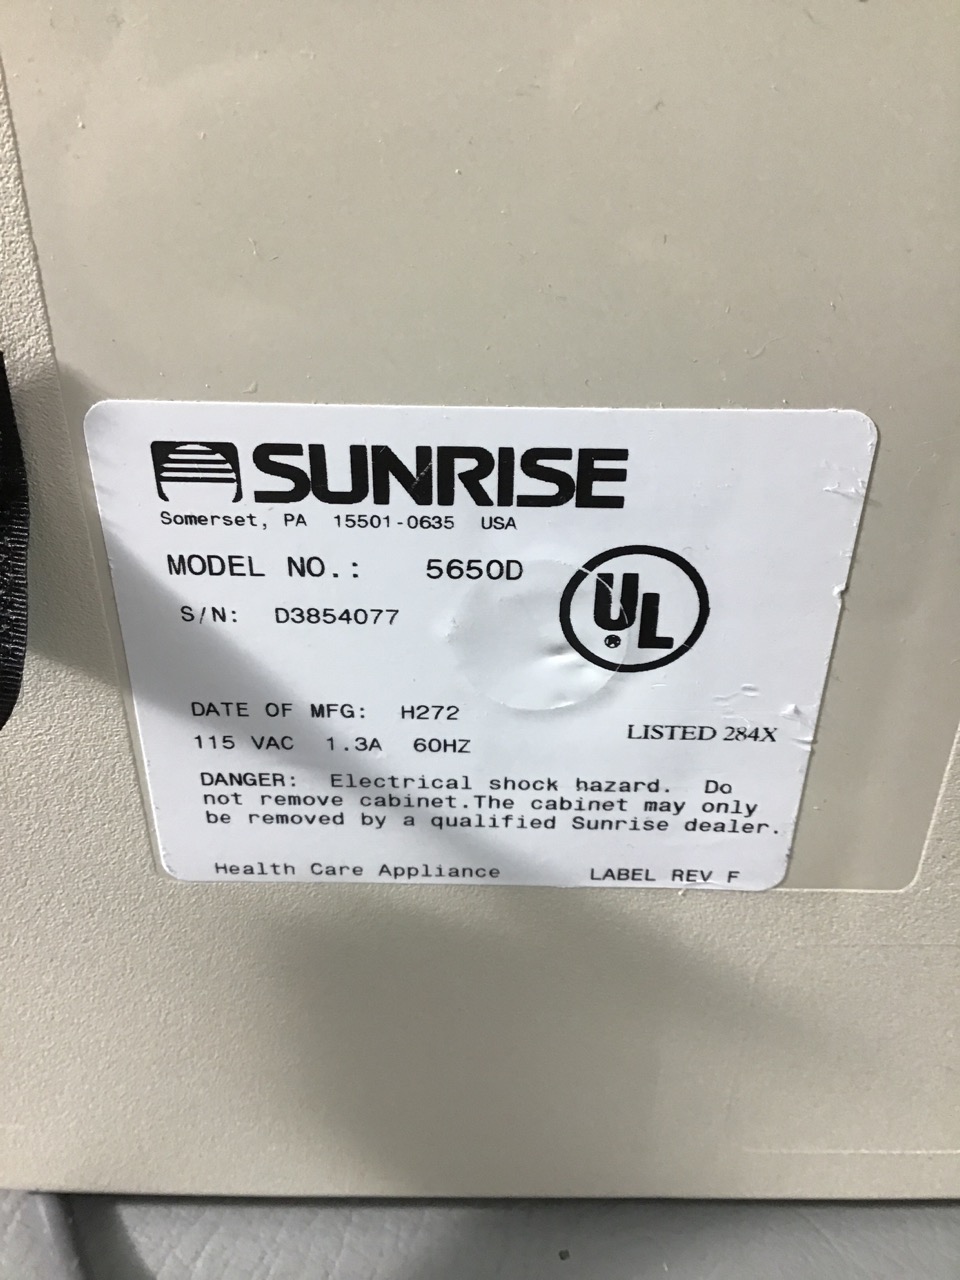 SUNRISE
Somerset, PA 15501-0635 USA
MODEL NO.: 5650D
S/N: D3854077
UL
®
DATE OF MFG: H272
LISTED 284X
115 VAC 1.3A 60HZ
DANGER: Electrical shock hazard. Do
not remove cabinet.The cabinet may only
be removed by a qualified Sunrise dealer.
Health Care Appliance LABEL REV F